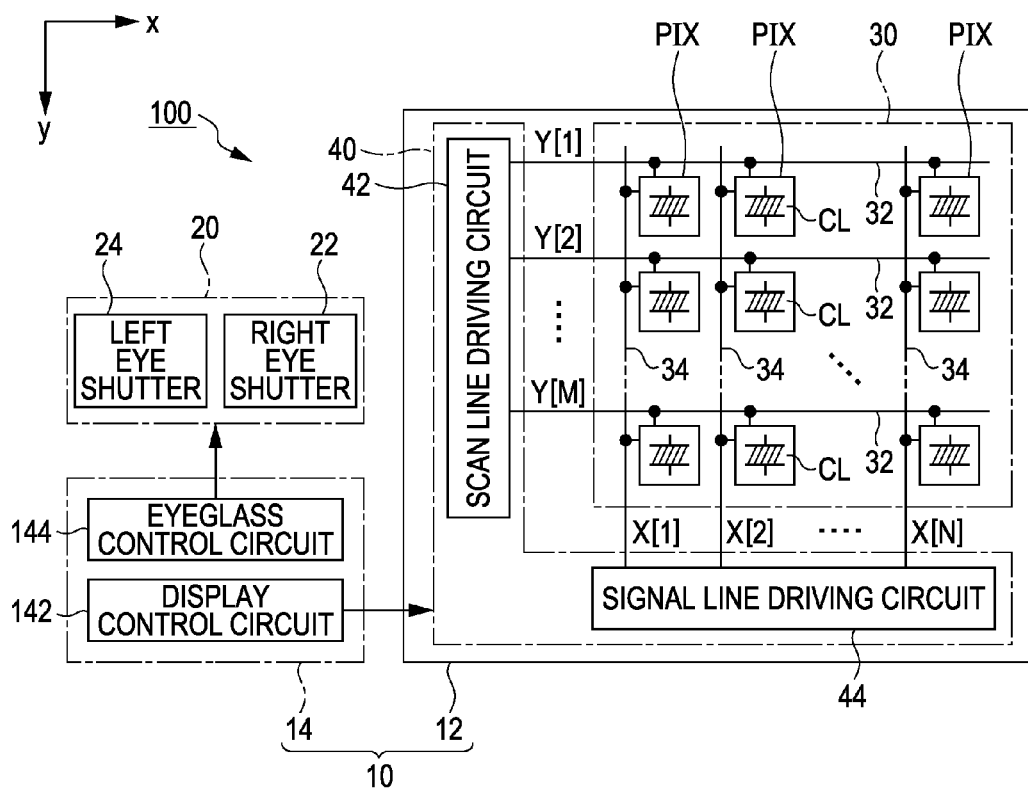 x
y
100
PIX PIX PIX
30
40
42
SCAN LINE DRIVING CIRCUIT
Y[1]
32
CL
Y[2]
32
CL
34 34 34
Y[M]
32
CL
X[1] X[2] X[N]
SIGNAL LINE DRIVING CIRCUIT
44
24 20 22
LEFT
EYE
SHUTTER
RIGHT
EYE
SHUTTER
144
EYEGLASS
CONTROL CIRCUIT
142
DISPLAY
CONTROL CIRCUIT
14 12
10